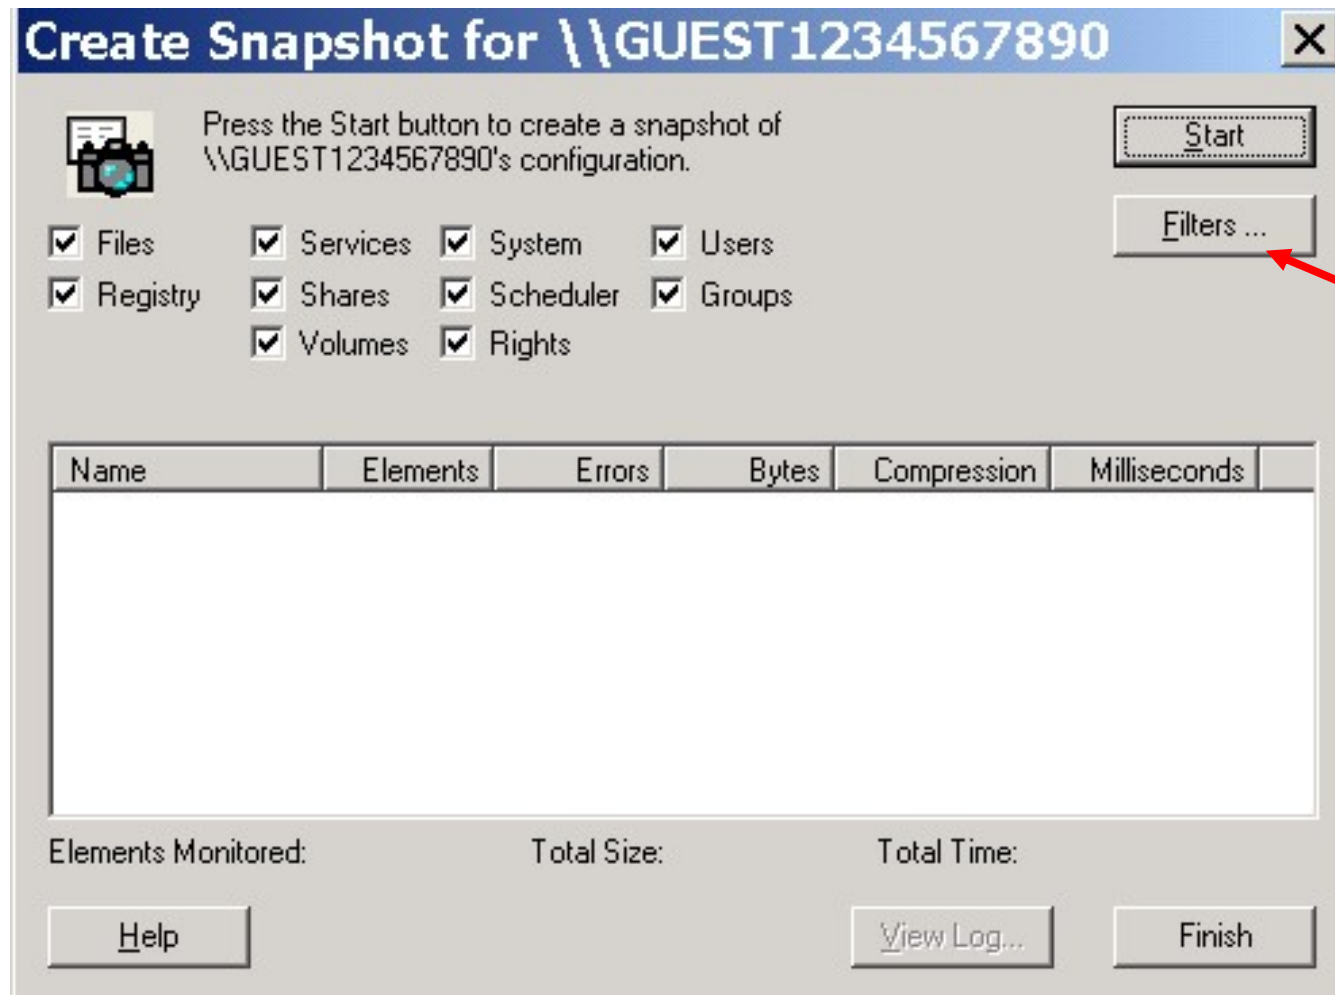 Create Snapshot for \\GUEST1234567890
Press the Start button to create a snapshot of
\\GUEST1234567890's configuration.
Start
Filters ...
Files Services System Users
Registry Shares Scheduler Groups
Volumes Rights
Name Elements Errors Bytes Compression Milliseconds
Elements Monitored: Total Size: Total Time:
Help View Log... Finish